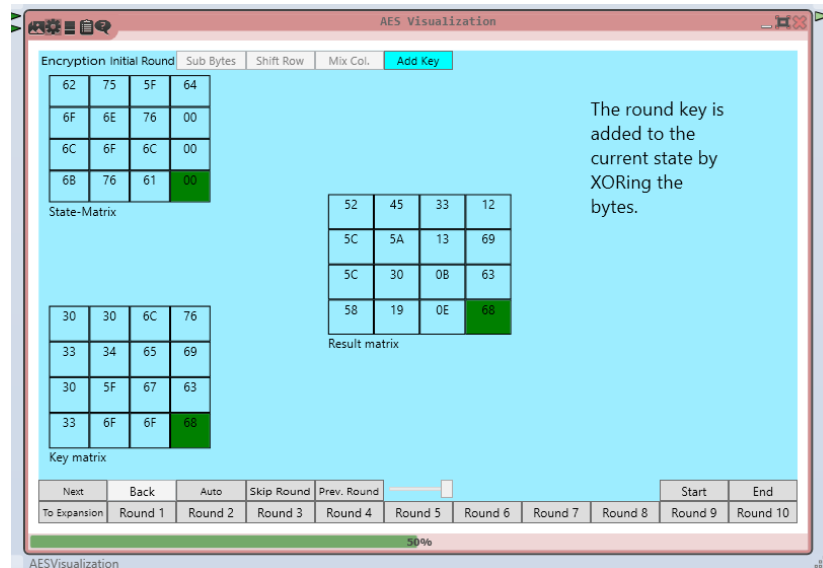 AES Visualization
Encryption Initial Round Sub Bytes Shift Row Mix Col. Add Key
62 75 5F 64
6F 6E 76 00
6C 6F 6C 00
6B 76 61 00
State-Matrix
The round key is
added to the
current state by
XORing the
bytes.
52 45 33 12
5C 5A 13 69
5C 30 0B 63
58 19 0E 68
Result matrix
30 30 6C 76
33 34 65 69
30 5F 67 63
33 6F 6F 68
Key matrix
Next Back Auto Skip Round Prev. Round Start End
To Expansion Round 1 Round 2 Round 3 Round 4 Round 5 Round 6 Round 7 Round 8 Round 9 Round 10
50%
AESVisualization